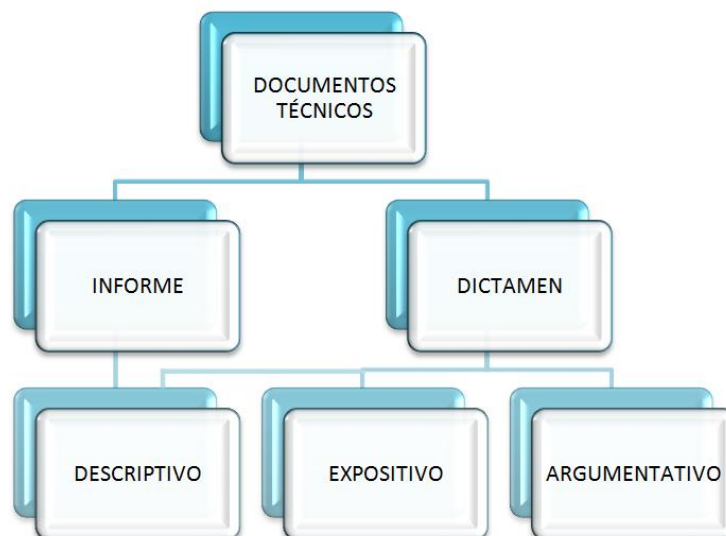 DOCUMENTOS
TÉCNICOS
INFORME
DICTAMEN
DESCRIPTIVO
EXPOSITIVO
ARGUMENTATIVO